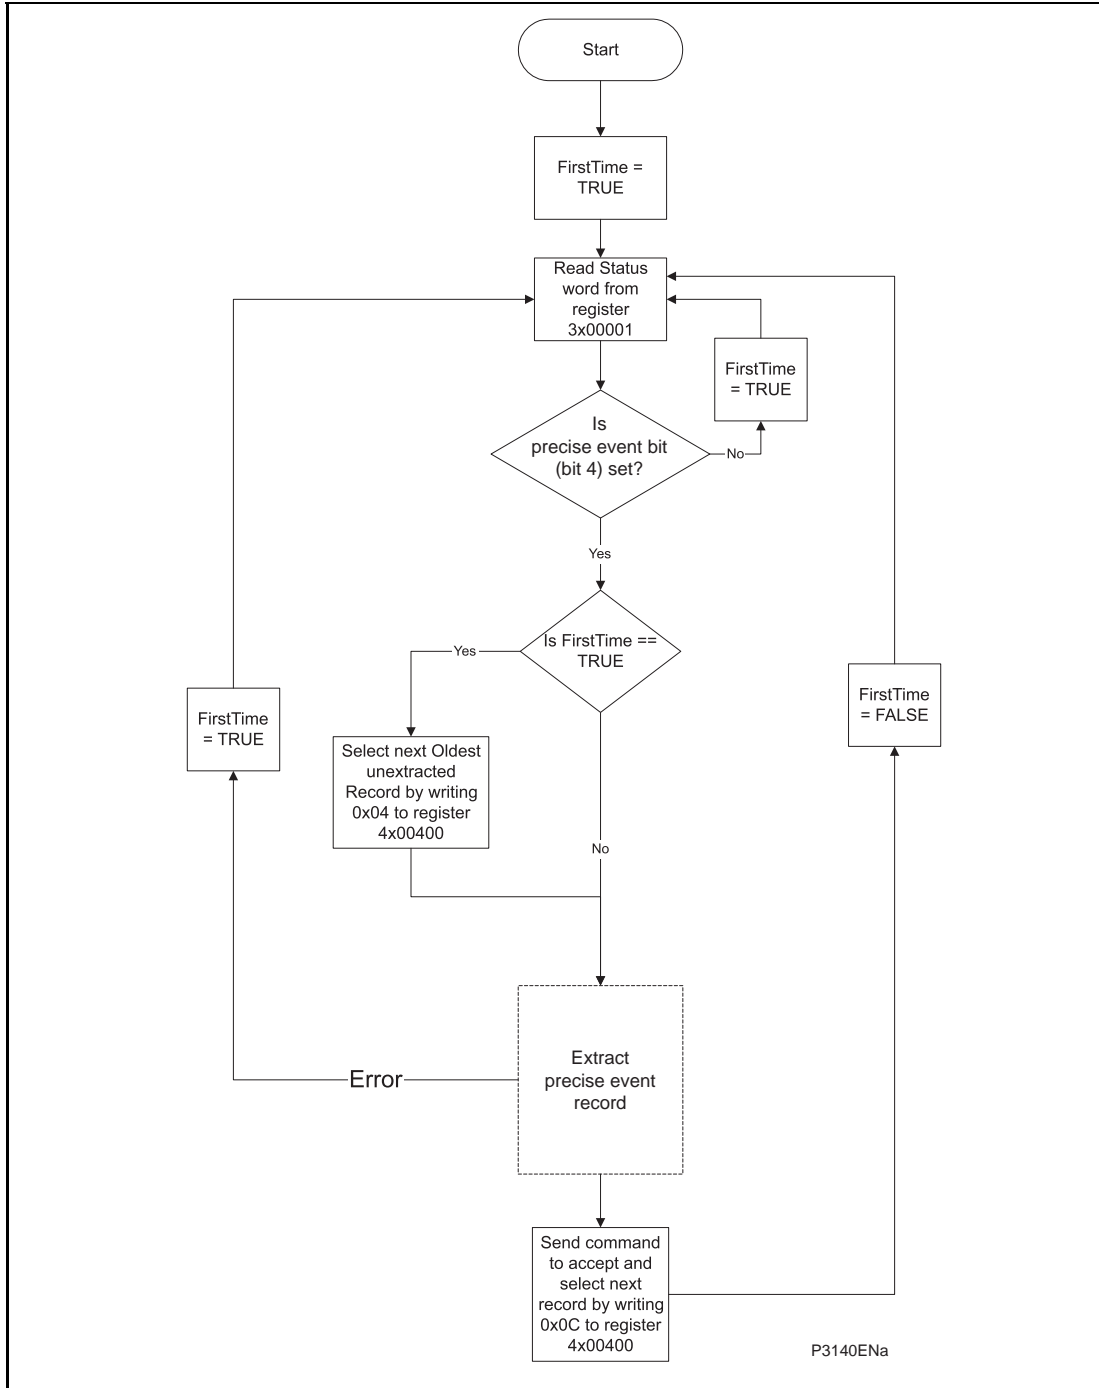 Start
FirstTime =
TRUE
Read Status
word from
register
3x00001
FirstTime
= TRUE
Is
precise event bit
(bit 4) set?
No
Yes
Is FirstTime ==
TRUE
Yes
FirstTime
= FALSE
FirstTime
= TRUE
Select next Oldest
unextracted
Record by writing
0x04 to register
4x00400
No
Extract
precise event
record
Error
Send command
to accept and
select next
record by writing
0x0C to register
4x00400
P3140ENa